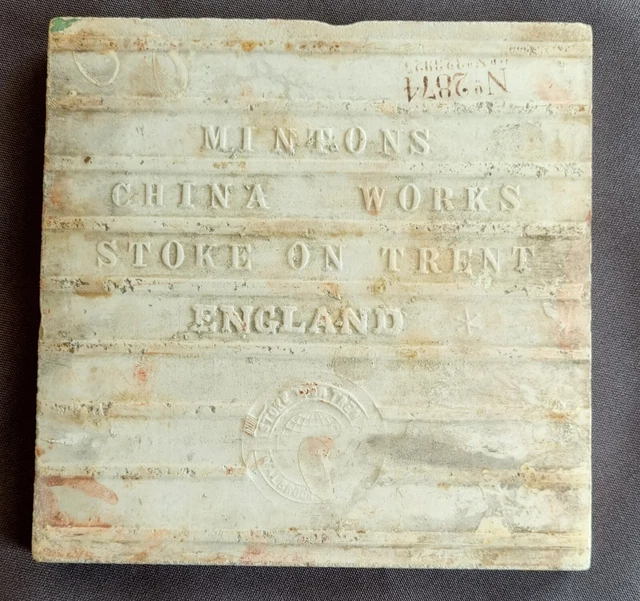 Nº 2874
MINTONS
CHINA WORKS
STOKE ON TRENT
ENGLAND